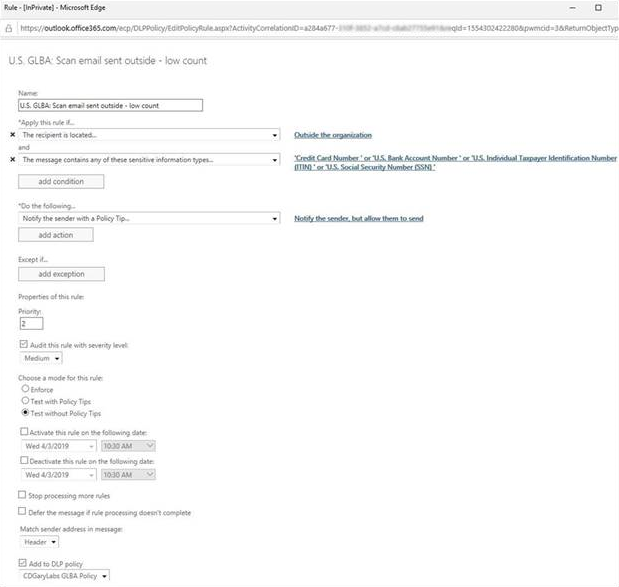 Rule - [InPrivate] - Microsoft Edge
https://outlook.office365.com/ecp/DLPPolicy/EditPolicyRule.aspx?ActivityCorrelationID=a284a677- qId=1554302422280&pwmcid=3&ReturnObjectTyp
U.S. GLBA: Scan email sent outside - low count
Name:
U.S. GLBA: Scan email sent outside - low count
*Apply this rule if...
The recipient is located... Outside the organization
and
The message contains any of these sensitive information types... 'Credit Card Number ' or 'U.S. Bank Account Number ' or 'U.S. Individual Taxpayer Identification Number
(ITIN) ' or 'U.S. Social Security Number (SSN) '
add condition
*Do the following...
Notify the sender with a Policy Tip... Notify the sender, but allow them to send
add action
Except if...
add exception
Properties of this rule:
Priority:
2
Audit this rule with severity level:
Medium
Choose a mode for this rule:
Enforce
Test with Policy Tips
Test without Policy Tips
Activate this rule on the following date:
Wed 4/3/2019 10:30 AM
Deactivate this rule on the following date:
Wed 4/3/2019 10:30 AM
Stop processing more rules
Defer the message if rule processing doesn't complete
Match sender address in message:
Header
Add to DLP policy
CDGaryLabs GLBA Policy